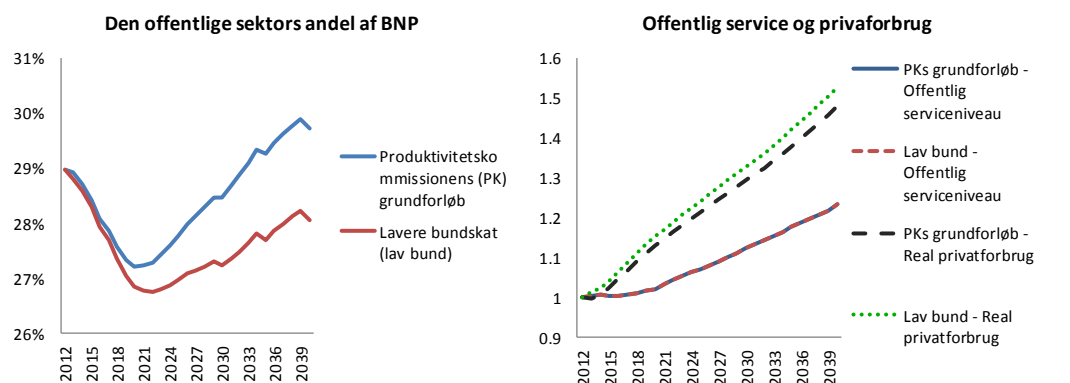 Den offentlige sektors andel af BNP
31%
30%
29%
28%
27%
26%
2012
2015
2018
2021
2024
2027
2030
2033
2036
2039
Produktivitetsko
mmissionens (PK)
grundforløb
Lavere bundskat
(lav bund)
Offentlig service og privaforbrug
1.6
1.5
1.4
1.3
1.2
1.1
1
0.9
2012
2015
2018
2021
2024
2027
2030
2033
2036
2039
PKs grundforløb -
Offentlig
serviceniveau
Lav bund -
Offentlig
serviceniveau
PKs grundforløb -
Real privatforbrug
Lav bund - Real
privatforbrug